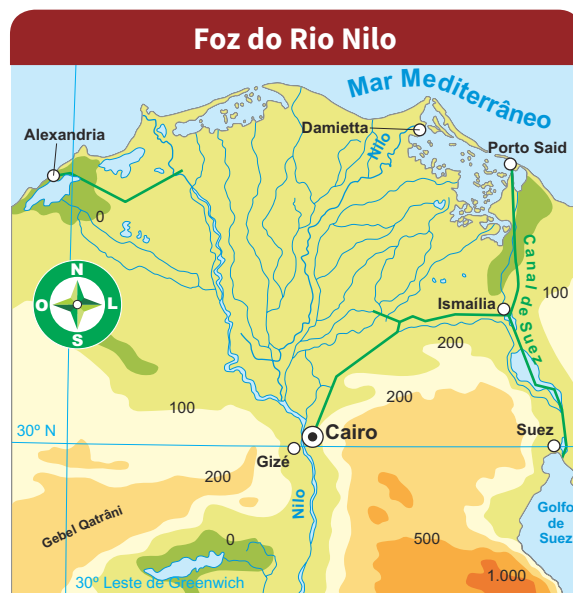 Foz do Rio Nilo
Mar Mediterrâneo
Alexandria
Damietta
Nilo
Porto Said
0
N
O
L
S
Canal de Suez
100
Ismaília
200
200
100
30º N
Cairo
Suez
Gizé
200
Nilo
Golfo
de
Suez
Gebel Qatrâni
0
500
1.000
30º Leste de Greenwich